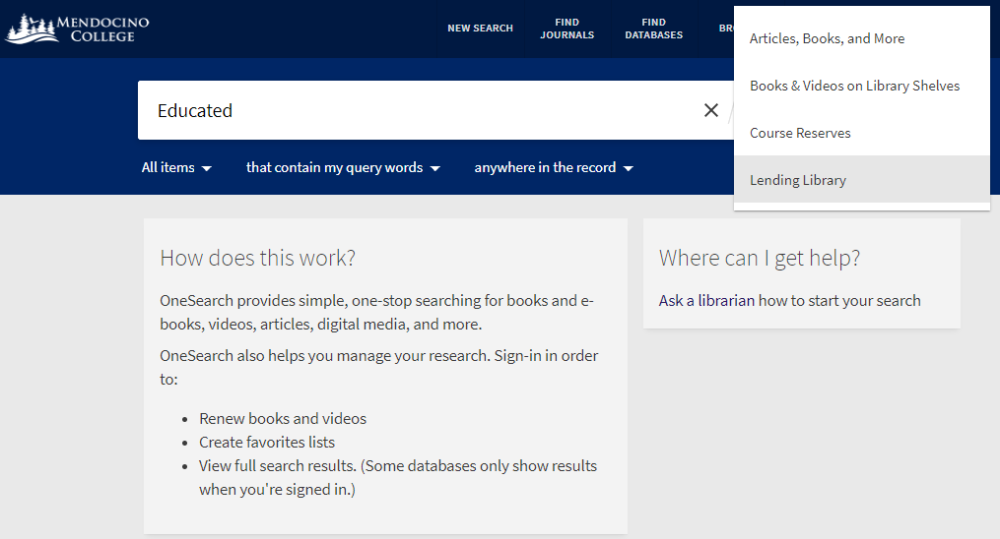 MENDOCINO
COLLEGE
NEW SEARCH
FIND
JOURNALS
FIND
DATABASES
Articles, Books, and More
Books & Videos on Library Shelves
Course Reserves
Lending Library
Educated
All items
that contain my query words
anywhere in the record
How does this work?
OneSearch provides simple, one-stop searching for books and e-
books, videos, articles, digital media, and more.
OneSearch also helps you manage your research. Sign-in in order
to:
• Renew books and videos
• Create favorites lists
• View full search results. (Some databases only show results
when you're signed in.)
Where can I get help?
Ask a librarian how to start your search